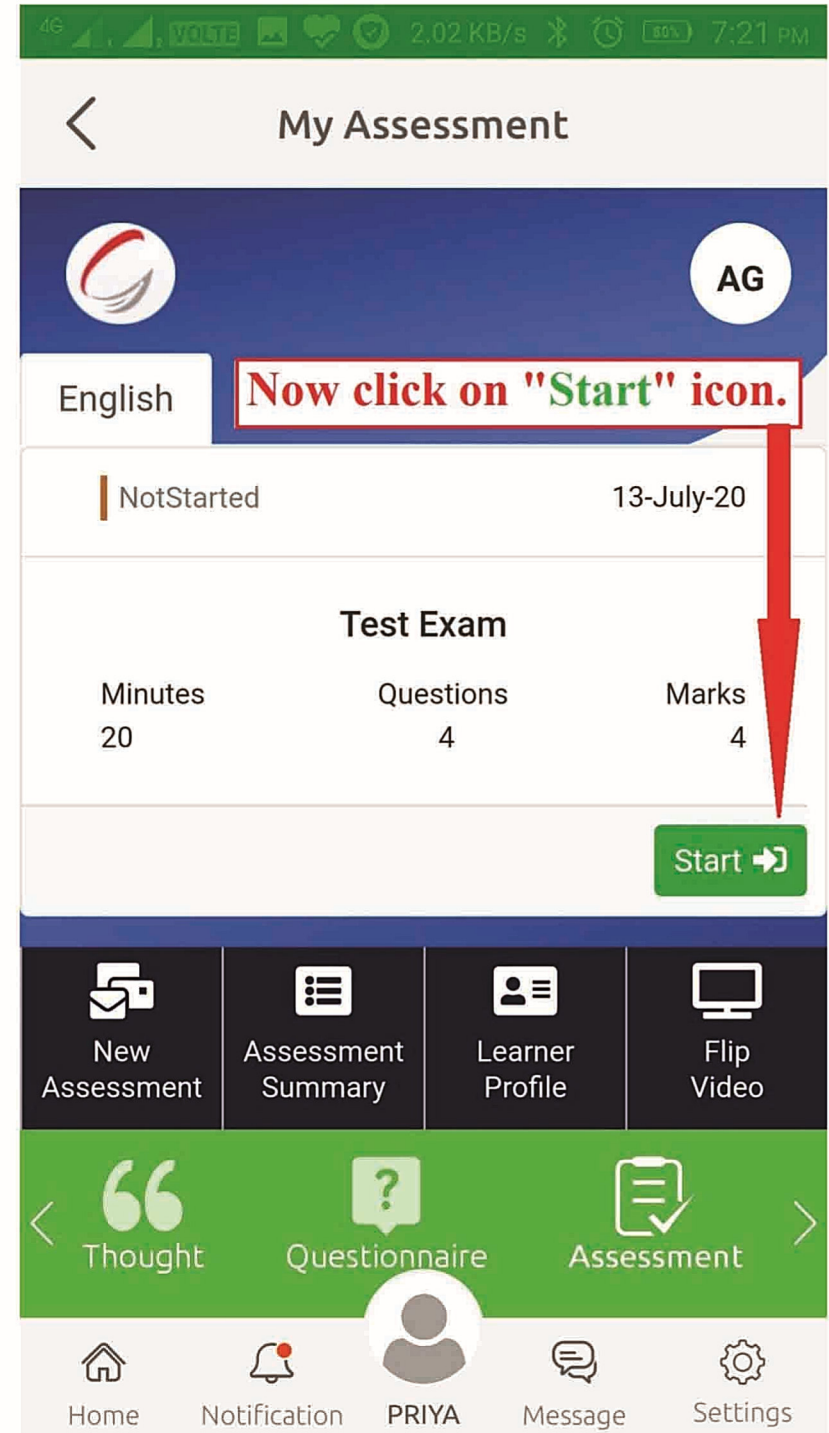 4G 1 2 VOLTE 2.02 KB/s 80% 7:21 PM
My Assessment
AG
English
Now click on "Start" icon.
NotStarted 13-July-20
Test Exam
Minutes Questions Marks
20 4 4
Start
New Assessment Learner Flip
Assessment Summary Profile Video
Thought Questionnaire Assessment
Home Notification PRIYA Message Settings